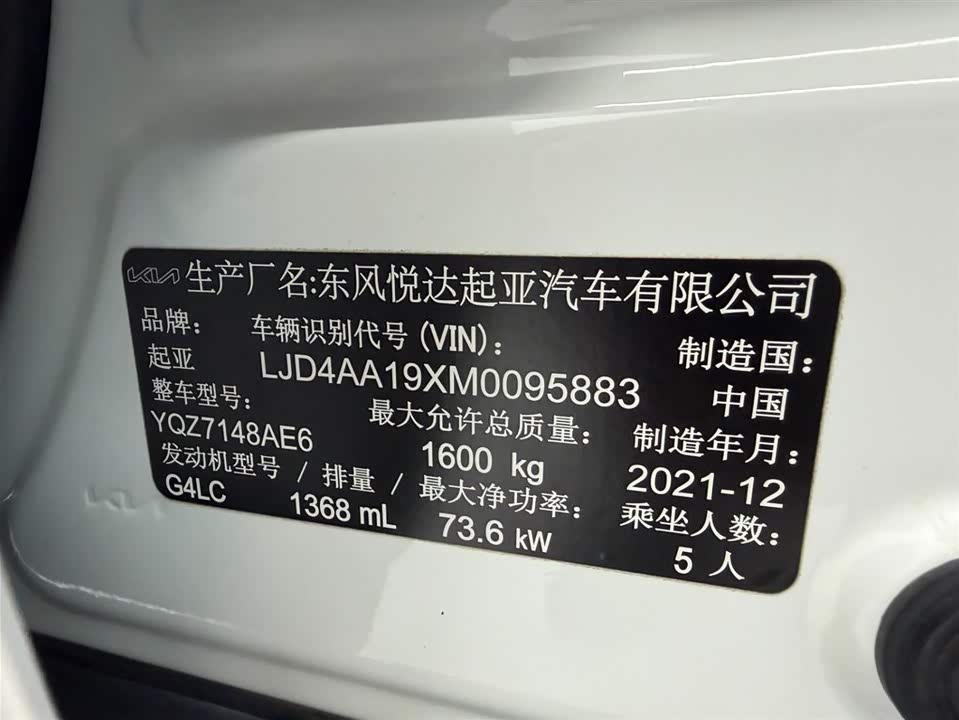 KIA 生产厂名:东风悦达起亚汽车有限公司
品牌: 车辆识别代号(VIN): 制造国:
起亚 LJD4AA19XM0095883 中国
整车型号: 最大允许总质量: 制造年月:
YQZ7148AE6 1600 kg 2021-12
发动机型号 / 排量 / 最大净功率: 乘坐人数:
G4LC 1368 mL 73.6 kW 5 人